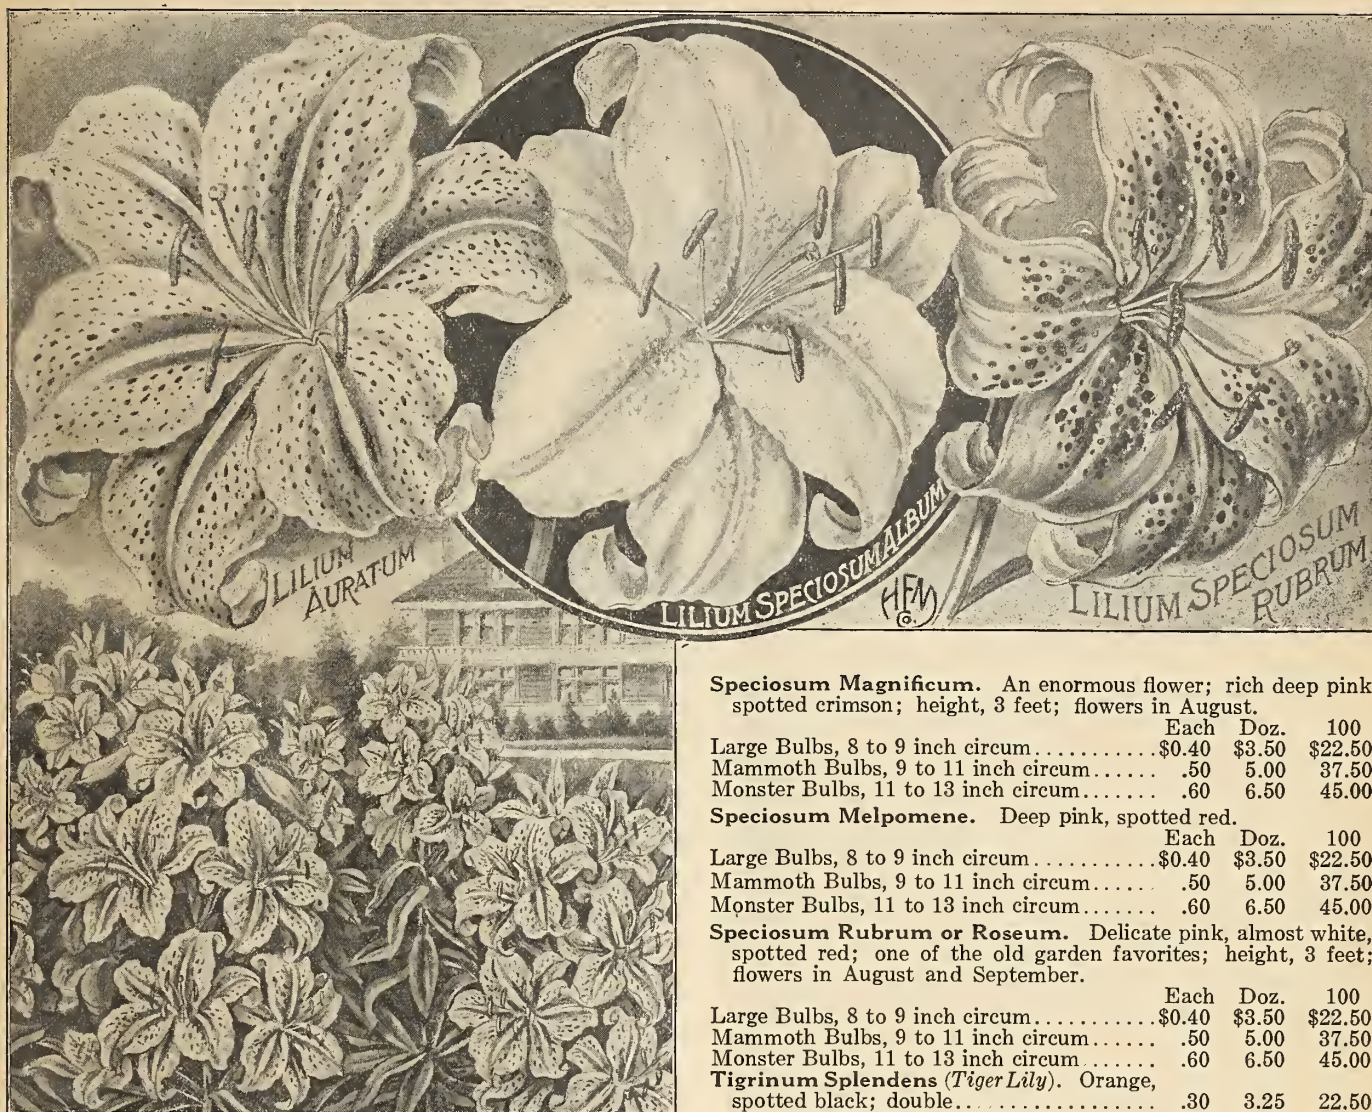 LILIUM
AURATUM
LILIUM SPECIOSUM ALBUM
HFM
Co.
LILIUM SPECIOSUM
RUBRUM
Speciosum Magnificum. An enormous flower; rich deep pink
spotted crimson; height, 3 feet; flowers in August.
Each Doz. 100
Large Bulbs, 8 to 9 inch circum...........$0.40 $3.50 $22.50
Mammoth Bulbs, 9 to 11 inch circum...... .50 5.00 37.50
Monster Bulbs, 11 to 13 inch circum....... .60 6.50 45.00
Speciosum Melpomene. Deep pink, spotted red.
Each Doz. 100
Large Bulbs, 8 to 9 inch circum...........$0.40 $3.50 $22.50
Mammoth Bulbs, 9 to 11 inch circum...... .50 5.00 37.50
Monster Bulbs, 11 to 13 inch circum....... .60 6.50 45.00
Speciosum Rubrum or Roseum. Delicate pink, almost white,
spotted red; one of the old garden favorites; height, 3 feet;
flowers in August and September.
Each Doz. 100
Large Bulbs, 8 to 9 inch circum...........$0.40 $3.50 $22.50
Mammoth Bulbs, 9 to 11 inch circum...... .50 5.00 37.50
Monster Bulbs, 11 to 13 inch circum....... .60 6.50 45.00
Tigrinum Splendens (Tiger Lily). Orange,
spotted black; double.................. .30 3.25 22.50